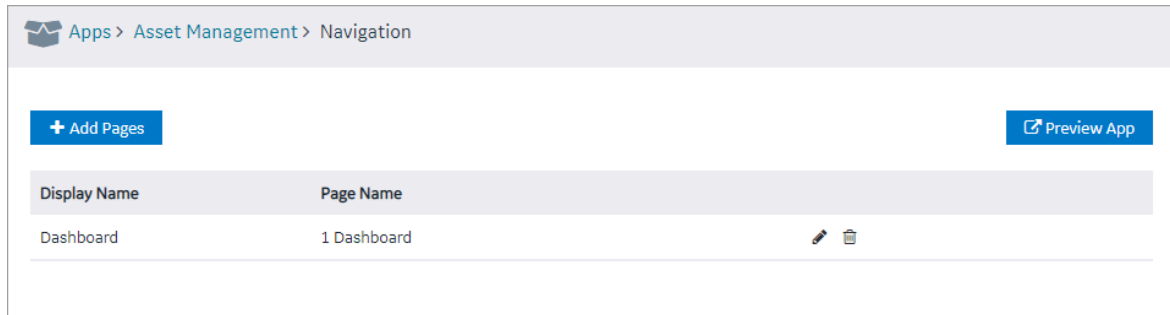 Apps > Asset Management > Navigation
+ Add Pages
Preview App
Display Name Page Name
Dashboard 1 Dashboard